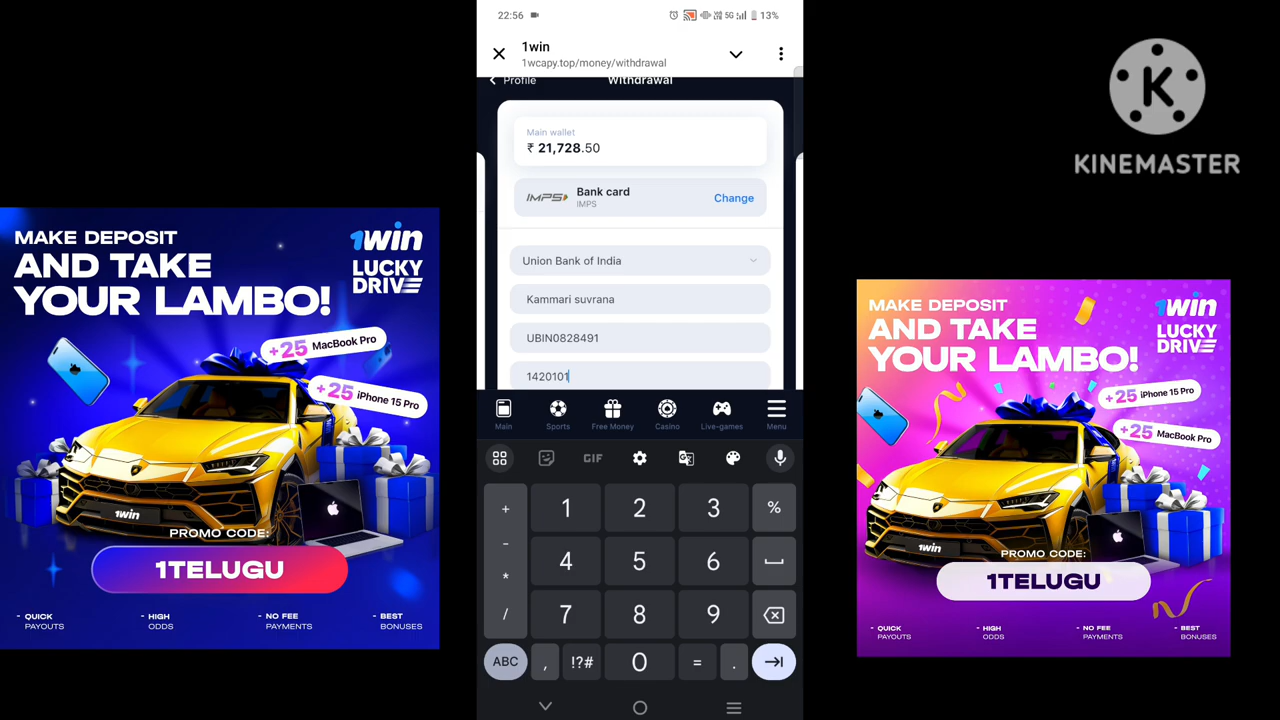 22:56
5G
13%
1win
1wcapy.top/money/withdrawal
Profile
Withdrawal
Main wallet
₹ 21,728.50
IMPS
Bank card
IMPS
Change
Union Bank of India
Kammari suvrana
UBIN0828491
1420101
Main
Sports
Free Money
Casino
Live-games
Menu
GIF
+
1
2
3
%
-
4
5
6
*
/
7
8
9
ABC
,
!?#
0
=
.
K
KINEMASTER
MAKE DEPOSIT
AND TAKE
YOUR LAMBO!
1win
LUCKY
DRIVE
+25 MacBook Pro
+25 iPhone 15 Pro
1win
PROMO CODE:
1TELUGU
- QUICK PAYOUTS
- HIGH ODDS
- NO FEE PAYMENTS
- BEST BONUSES
MAKE DEPOSIT
AND TAKE
YOUR LAMBO!
1win
LUCKY
DRIVE
+25 iPhone 15 Pro
+25 MacBook Pro
1win
PROMO CODE:
1TELUGU
- QUICK PAYOUTS
- HIGH ODDS
- NO FEE PAYMENTS
- BEST BONUSES